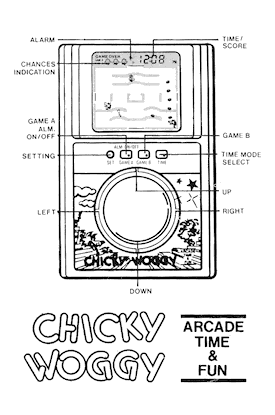 ALARM
TIME/
SCORE
GAME OVER
12:08
CHANCES
INDICATION
GAME A
ALM.
ON/OFF
GAME B
ALM ON/OFF
SETTING
SET GAME A GAME B TIME
TIME MODE
SELECT
UP
LEFT
RIGHT
CHICKY WOGGY
DOWN
CHICKY
WOGGY
ARCADE
TIME
&
FUN